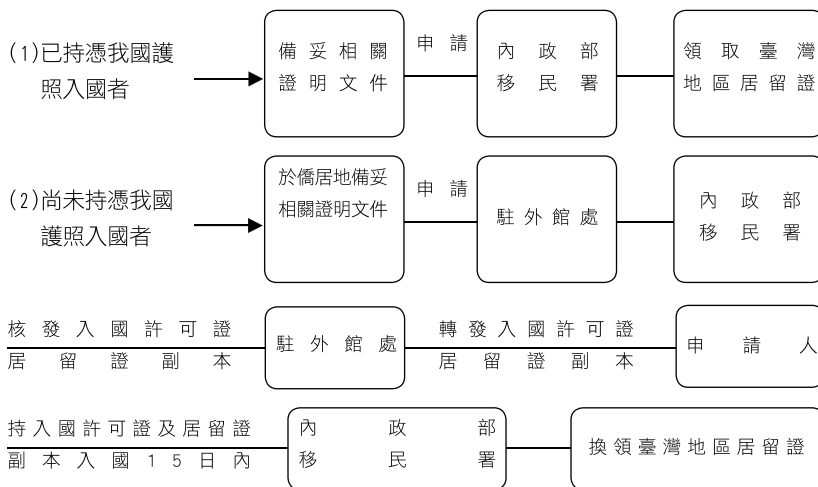 (1)已持憑我國護
照入國者
備妥相關
證明文件
申請
內政部
移民署
領取臺灣
地區居留證
(2)尚未持憑我國
護照入國者
於僑居地備妥
相關證明文件
申請
駐外館處
內政部
移民署
核發入國許可證
居留證副本
駐外館處
轉發入國許可證
居留證副本
申請人
持入國許可證及居留證
副本入國15日內
內政部
移民署
換領臺灣地區居留證